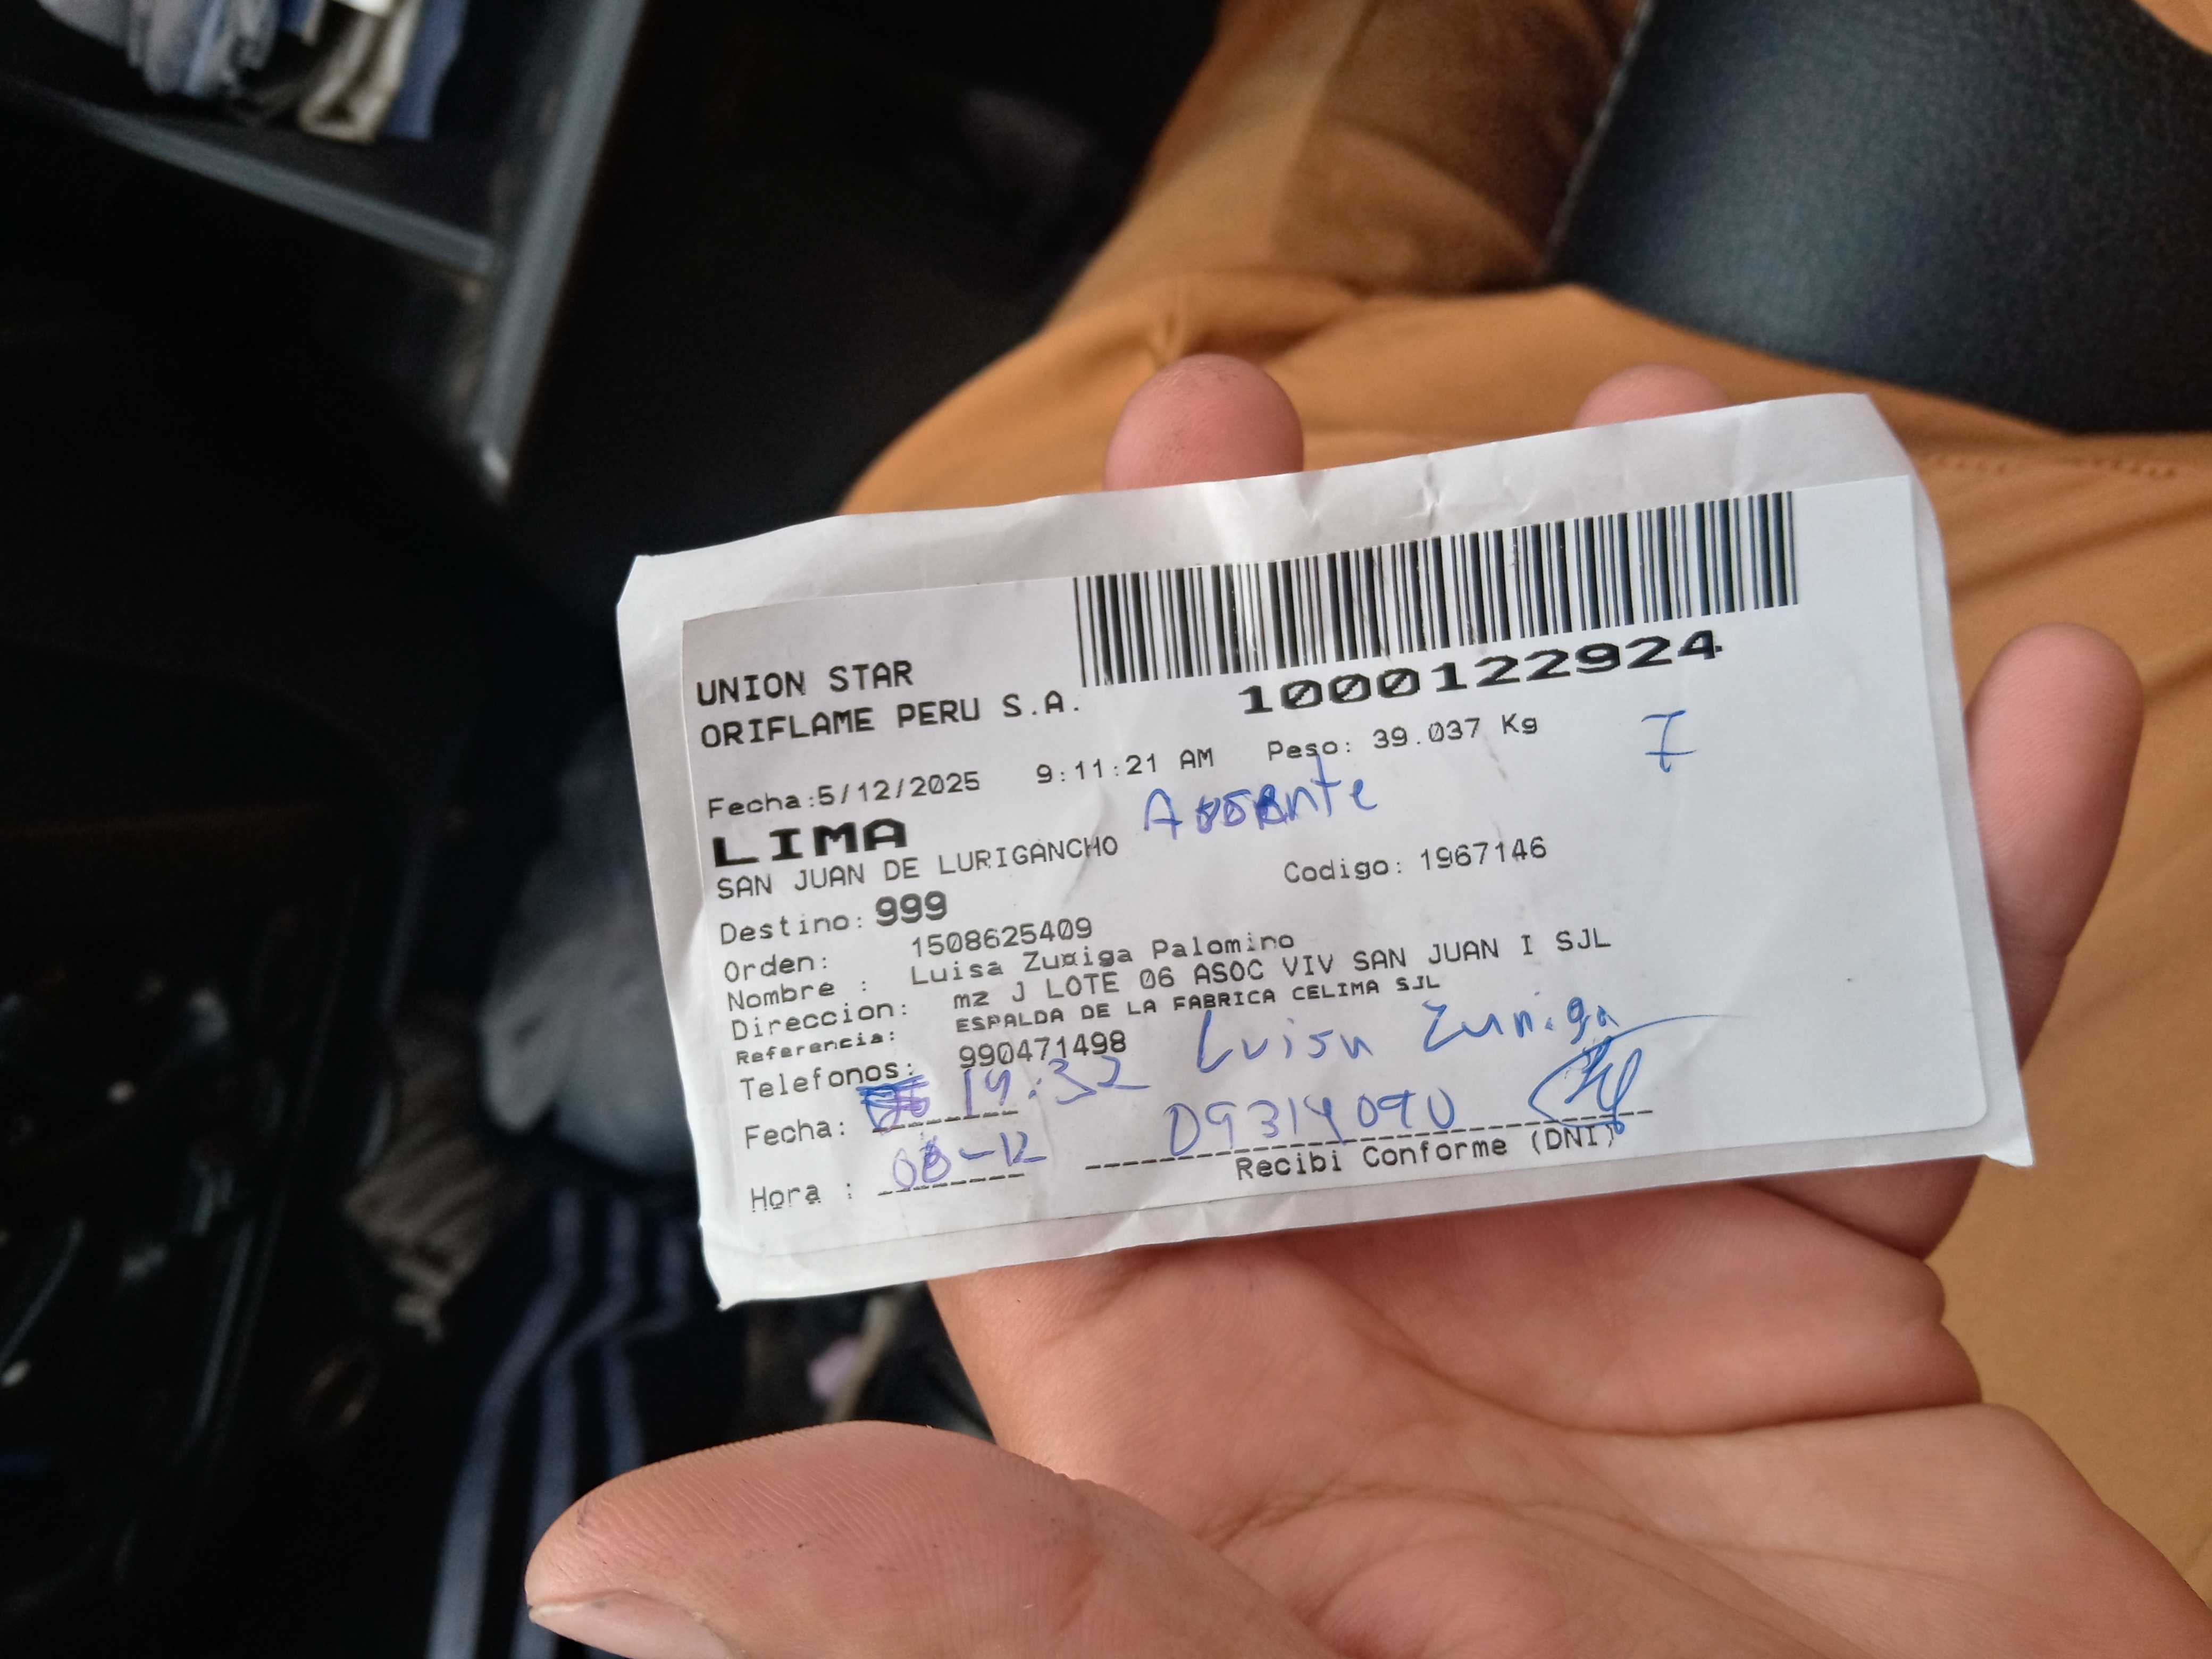 UNION STAR
ORIFLAME PERU S.A.
1000122924
Fecha:5/12/2025 9:11:21 AM Peso: 39.037 Kg
I
LIMA
SAN JUAN DE LURIGANCHO
Codigo: 1967146
Destino: 999
Orden: 1508625409
Nombre : Luisa Zu¤iga Palomino
Direccion: mz J LOTE 06 ASOC VIV SAN JUAN I SJL
Referencia: ESPALDA DE LA FABRICA CELIMA SJL
Telefonos: 990471498
Luisa Zuniga
Fecha: 14:32
Hora : 08-12
Recibi Conforme (DNI)